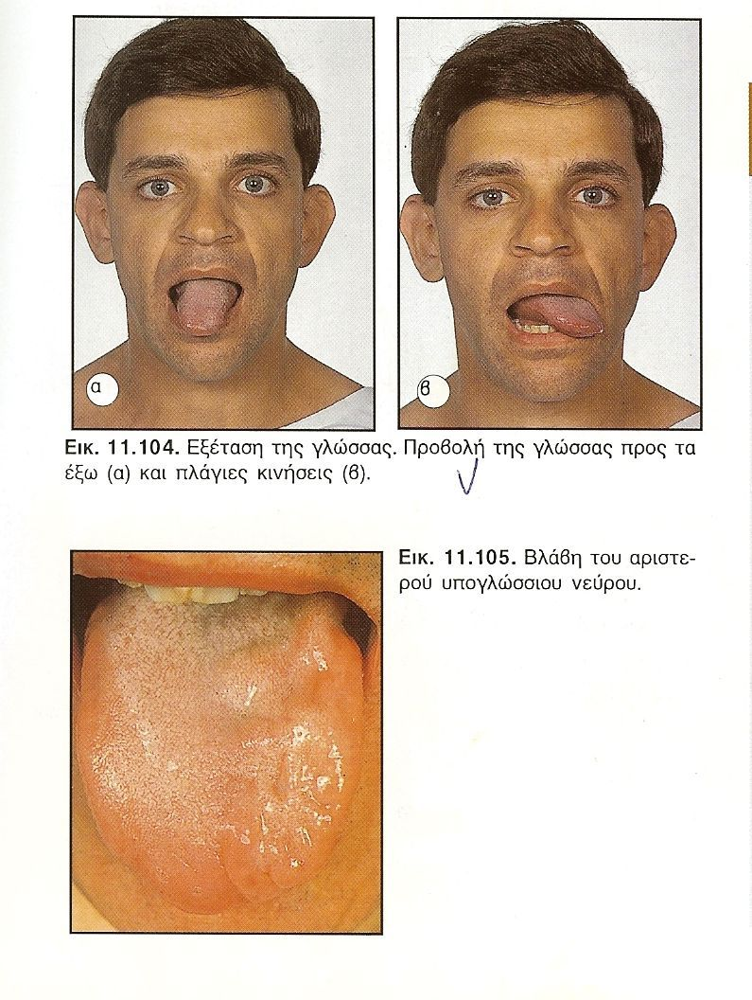 α
β
Εικ. 11.104. Εξέταση της γλώσσας. Προβολή της γλώσσας προς τα
έξω (α) και πλάγιες κινήσεις (β).
Εικ. 11.105. Βλάβη του αριστε-
ρού υπογλώσσιου νεύρου.